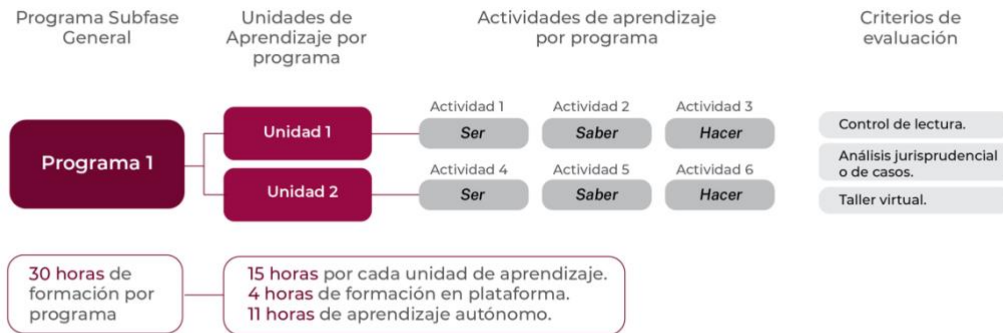 Programa Subfase
General
Unidades de
Aprendizaje por
programa
Actividades de aprendizaje
por programa
Criterios de
evaluación
Programa 1
Unidad 1
Actividad 1
Ser
Actividad 2
Saber
Actividad 3
Hacer
Unidad 2
Actividad 4
Ser
Actividad 5
Saber
Actividad 6
Hacer
Control de lectura.
Análisis jurisprudencial
o de casos.
Taller virtual.
30 horas de
formación por
programa
15 horas por cada unidad de aprendizaje.
4 horas de formación en plataforma.
11 horas de aprendizaje autónomo.